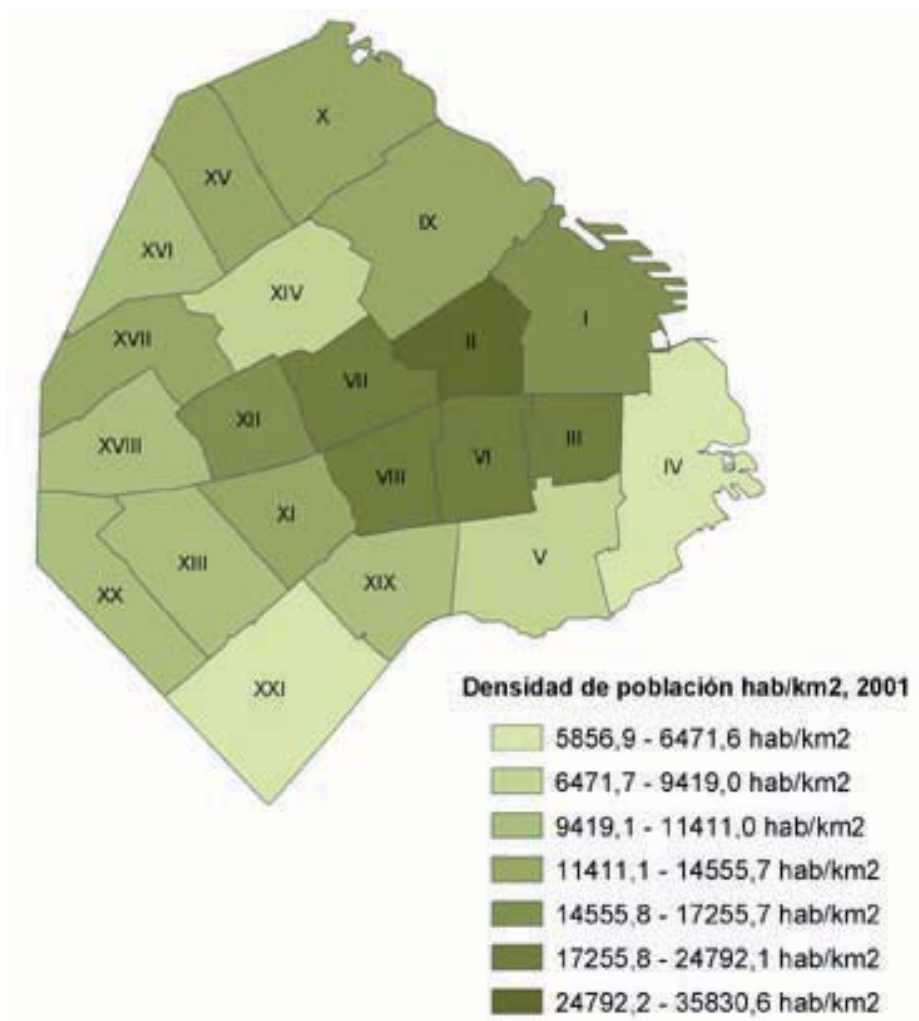 X
XV
IX
XVI
XIV
I
XVII
II
VII
XII
III
XVIII
VI
IV
VIII
XI
V
XIII
XIX
XX
XXI
Densidad de población hab/km2, 2001
5856,9 - 6471,6 hab/km2
6471,7 - 9419,0 hab/km2
9419,1 - 11411,0 hab/km2
11411,1 - 14555,7 hab/km2
14555,8 - 17255,7 hab/km2
17255,8 - 24792,1 hab/km2
24792,2 - 35830,6 hab/km2